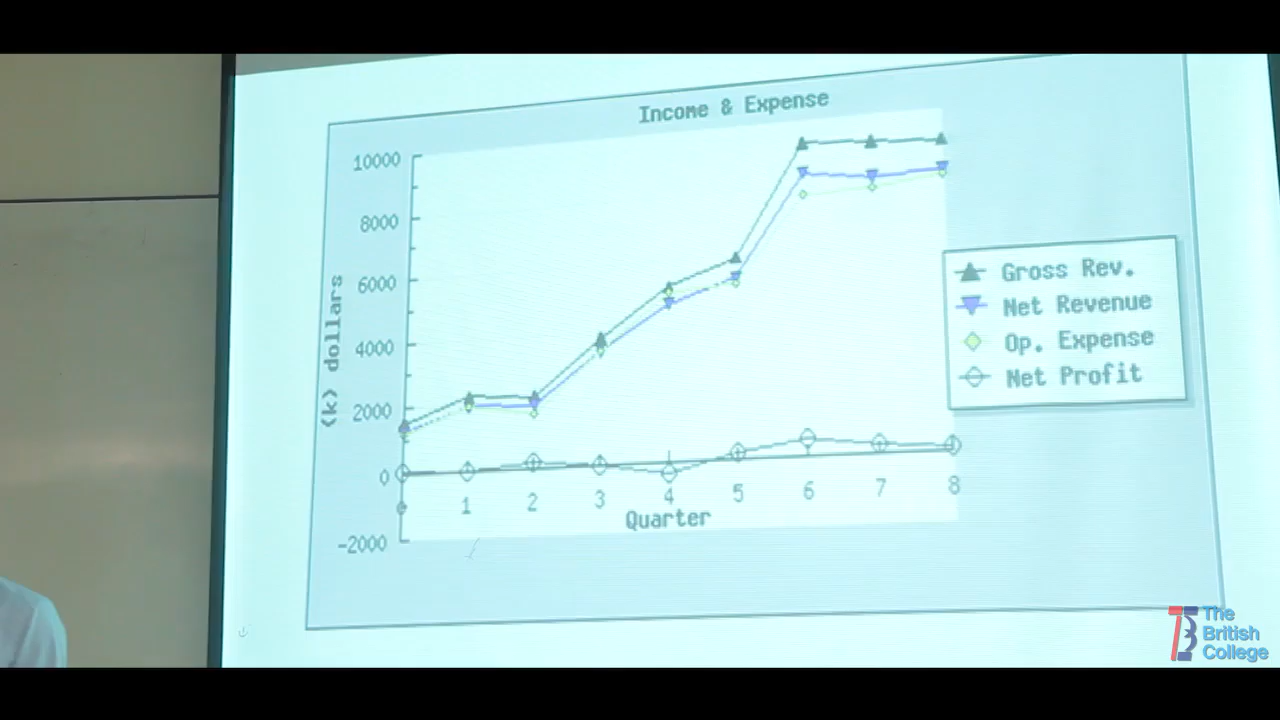 Income & Expense
10000
8000
6000
4000
2000
0
-2000
(k) dollars
1 2 3 4 5 6 7 8
Quarter
Gross Rev.
Net Revenue
Op. Expense
Net Profit
The
British
College